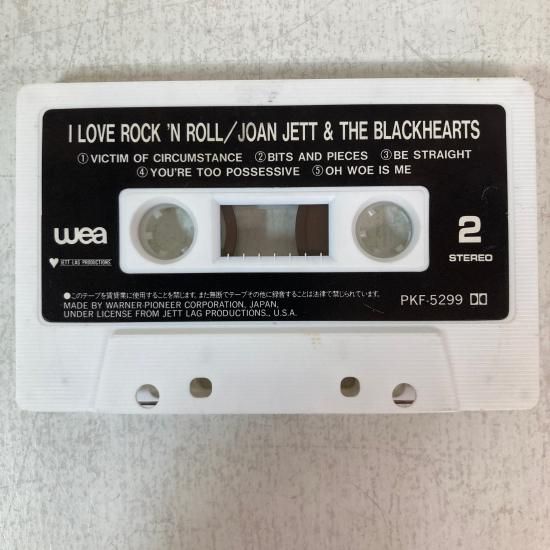 I LOVE ROCK 'N ROLL/JOAN JETT & THE BLACKHEARTS
①VICTIM OF CIRCUMSTANCE ②BITS AND PIECES ③BE STRAIGHT
④YOU'RE TOO POSSESSIVE ⑤OH WOE IS ME
wea
JETT LAG PRODUCTIONS
2
STEREO
●このテープを賃貸業に使用することを禁じます。また無断でテープその他に録音することは法律で禁じられています。
MADE BY WARNER PIONEER CORPORATION, JAPAN,
UNDER LICENSE FROM JETT LAG PRODUCTIONS., U.S.A.
PKF-5299